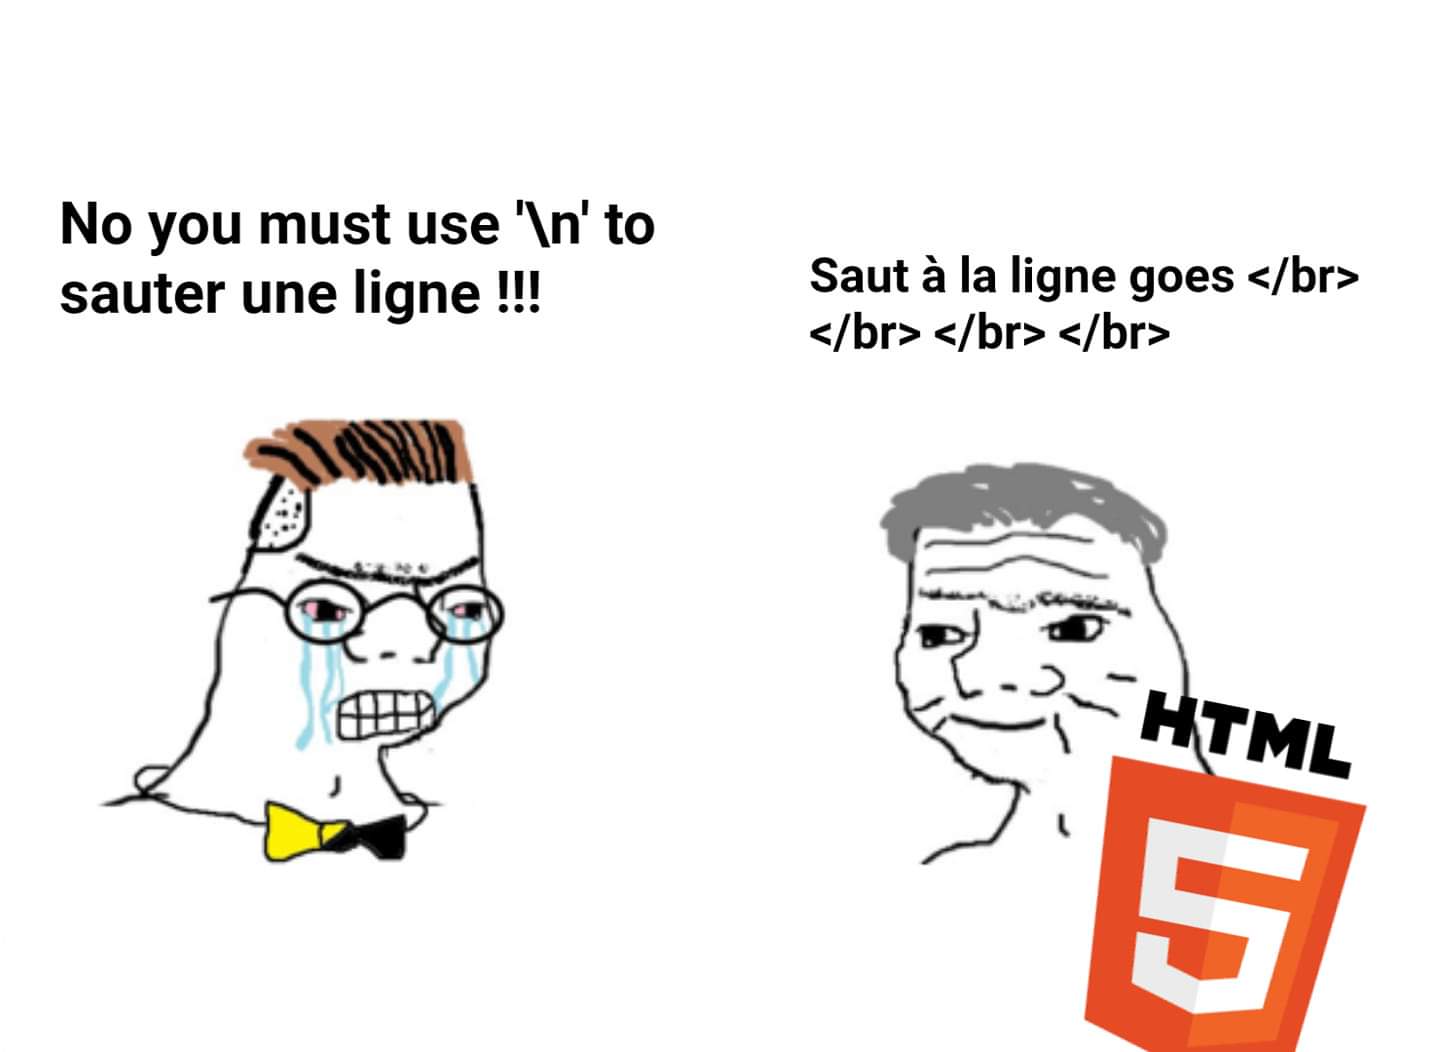 No you must use '\n' to
sauter une ligne !!!
Saut à la ligne goes </br>
</br> </br> </br>
HTML
5